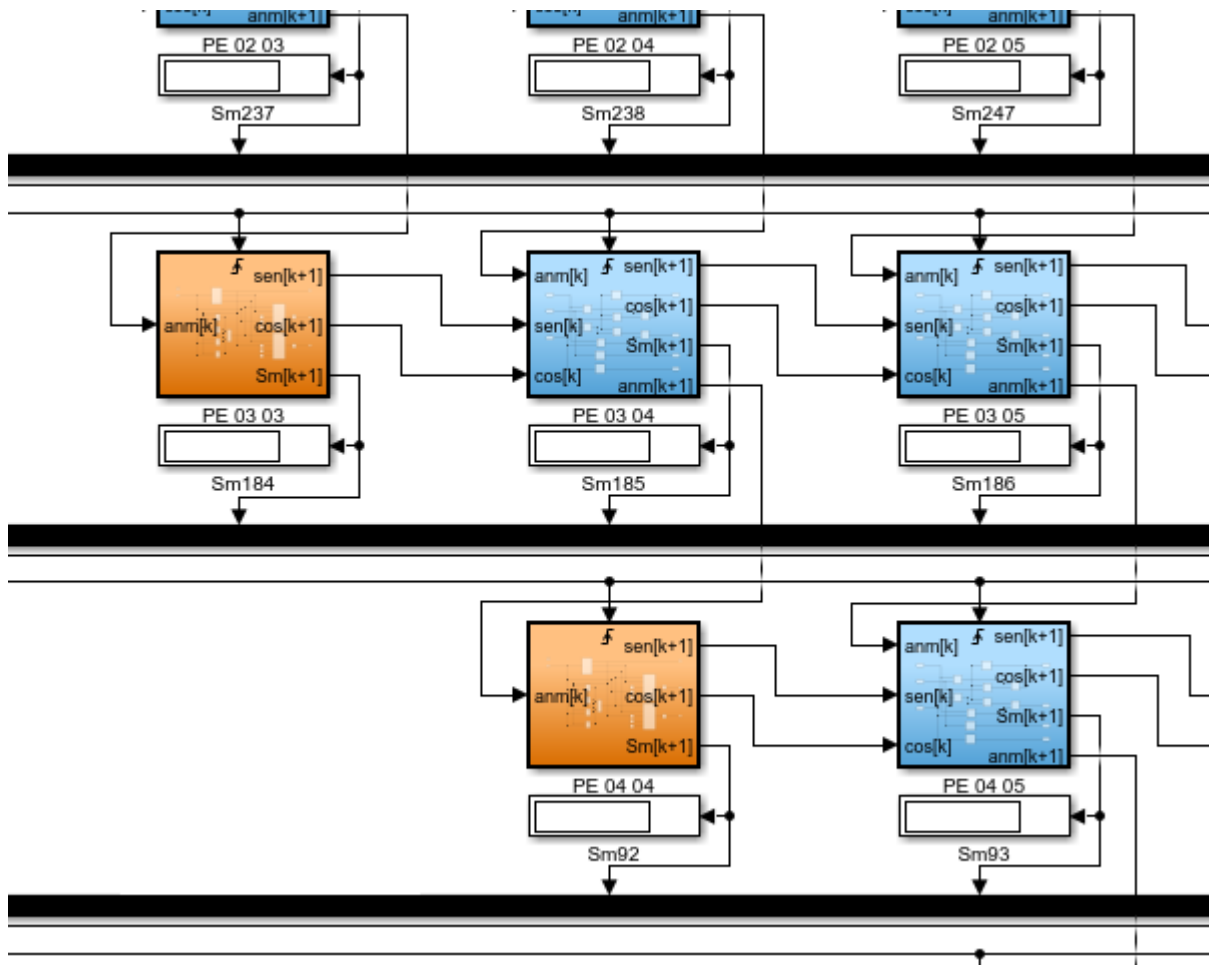 anm[k+1] anm[k+1] anm[k+1]
PE 02 03 PE 02 04 PE 02 05
Sm237 Sm238 Sm247
sen[k+1] anm[k] sen[k+1] anm[k] sen[k+1]
cos[k+1] cos[k+1]
anm[k] cos[k+1] sen[k] sen[k]
Sm[k+1] Sm[k+1]
Sm[k+1] cos[k] anm[k+1] cos[k] anm[k+1]
PE 03 03 PE 03 04 PE 03 05
Sm184 Sm185 Sm186
sen[k+1] anm[k] sen[k+1]
cos[k+1]
anm[k] cos[k+1] sen[k]
Sm[k+1]
Sm[k+1] cos[k] anm[k+1]
PE 04 04 PE 04 05
Sm92 Sm93